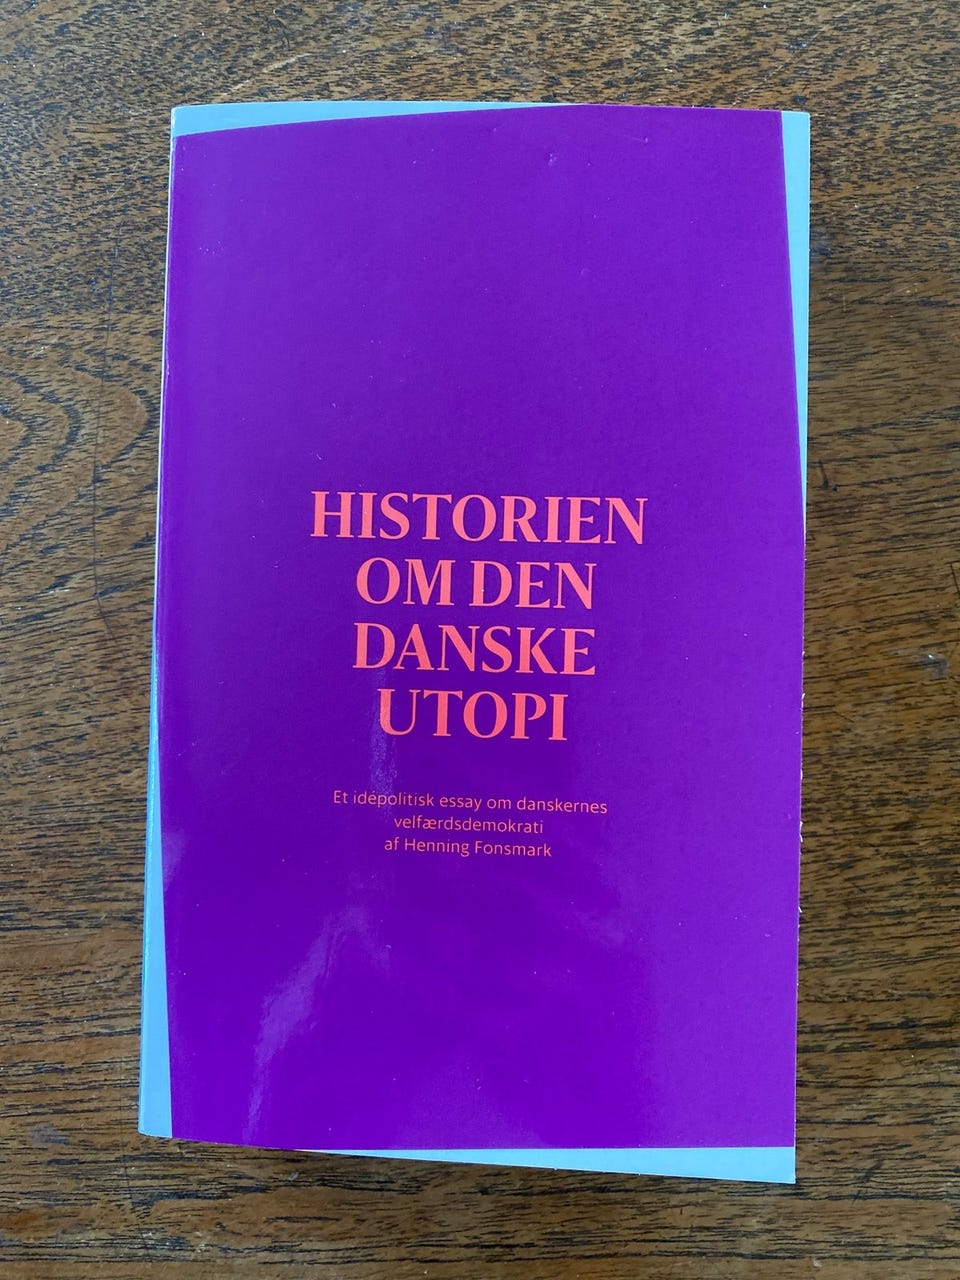 HISTORIEN
OM DEN
DANSKE
UTOPI
Et idépolitisk essay om danskernes
velfærdsdemokrati
af Henning Fonsmark